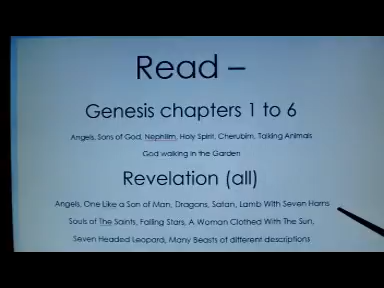 Read –
Genesis chapters 1 to 6
Angels, Sons of God, Nephilim, Holy Spirit, Cherubim, Talking Animals
God walking in the Garden
Revelation (all)
Angels, One Like a Son of Man, Dragons, Satan, Lamb With Seven Horns
Souls of The Saints, Falling Stars, A Woman Clothed With The Sun,
Seven Headed Leopard, Many Beasts of different descriptions